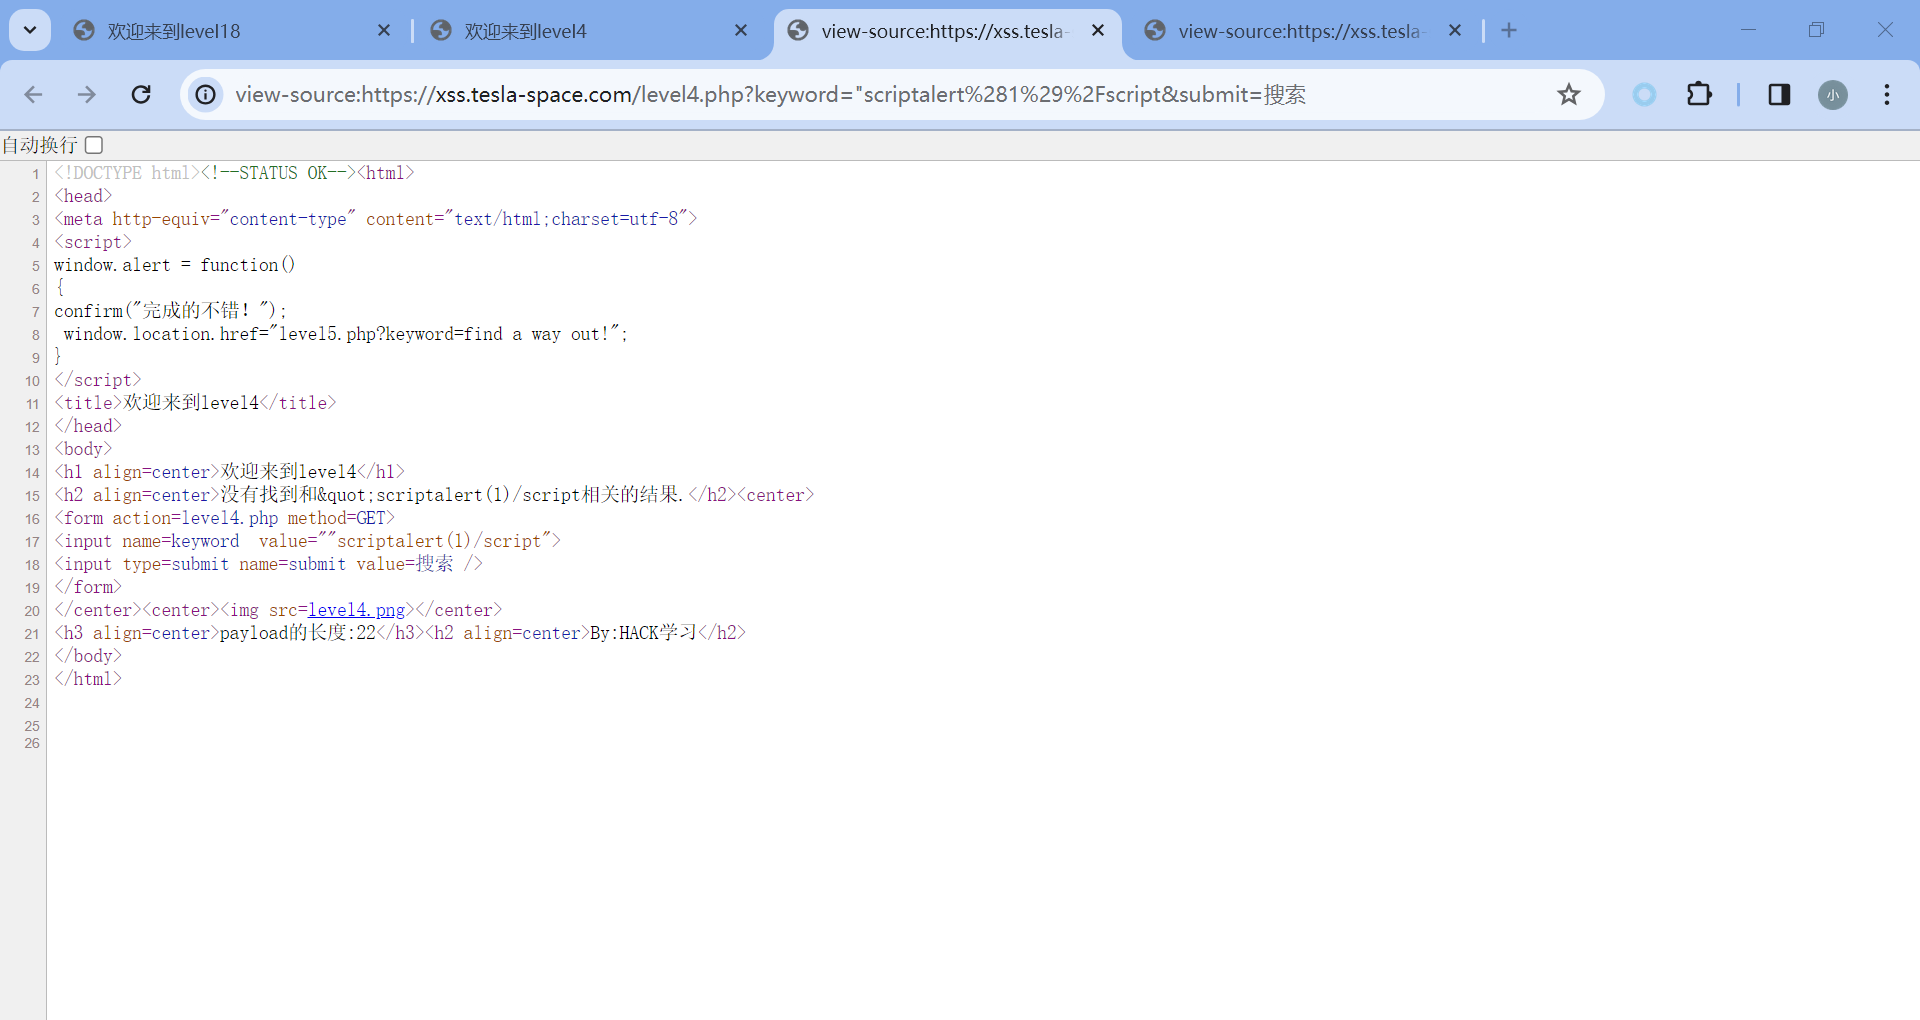 欢迎来到level18
欢迎来到level4
view-source:https://xss.tesla-
view-source:https://xss.tesla-
view-source:https://xss.tesla-space.com/level4.php?keyword="scriptalert%281%29%2Fscript&submit=搜索
小
自动换行
1 <!DOCTYPE html><!--STATUS OK--><html>
2 <head>
3 <meta http-equiv="content-type" content="text/html;charset=utf-8">
4 <script>
5 window.alert = function()
6 {
7 confirm("完成的不错！");
8  window.location.href="level5.php?keyword=find a way out!";
9 }
10 </script>
11 <title>欢迎来到level4</title>
12 </head>
13 <body>
14 <h1 align=center>欢迎来到level4</h1>
15 <h2 align=center>没有找到和&quot;scriptalert(1)/script相关的结果.</h2><center>
16 <form action=level4.php method=GET>
17 <input name=keyword  value=""scriptalert(1)/script">
18 <input type=submit name=submit value=搜索 />
19 </form>
20 </center><center><img src=level4.png></center>
21 <h3 align=center>payload的长度:22</h3><h2 align=center>By:HACK学习</h2>
22 </body>
23 </html>
24
25
26